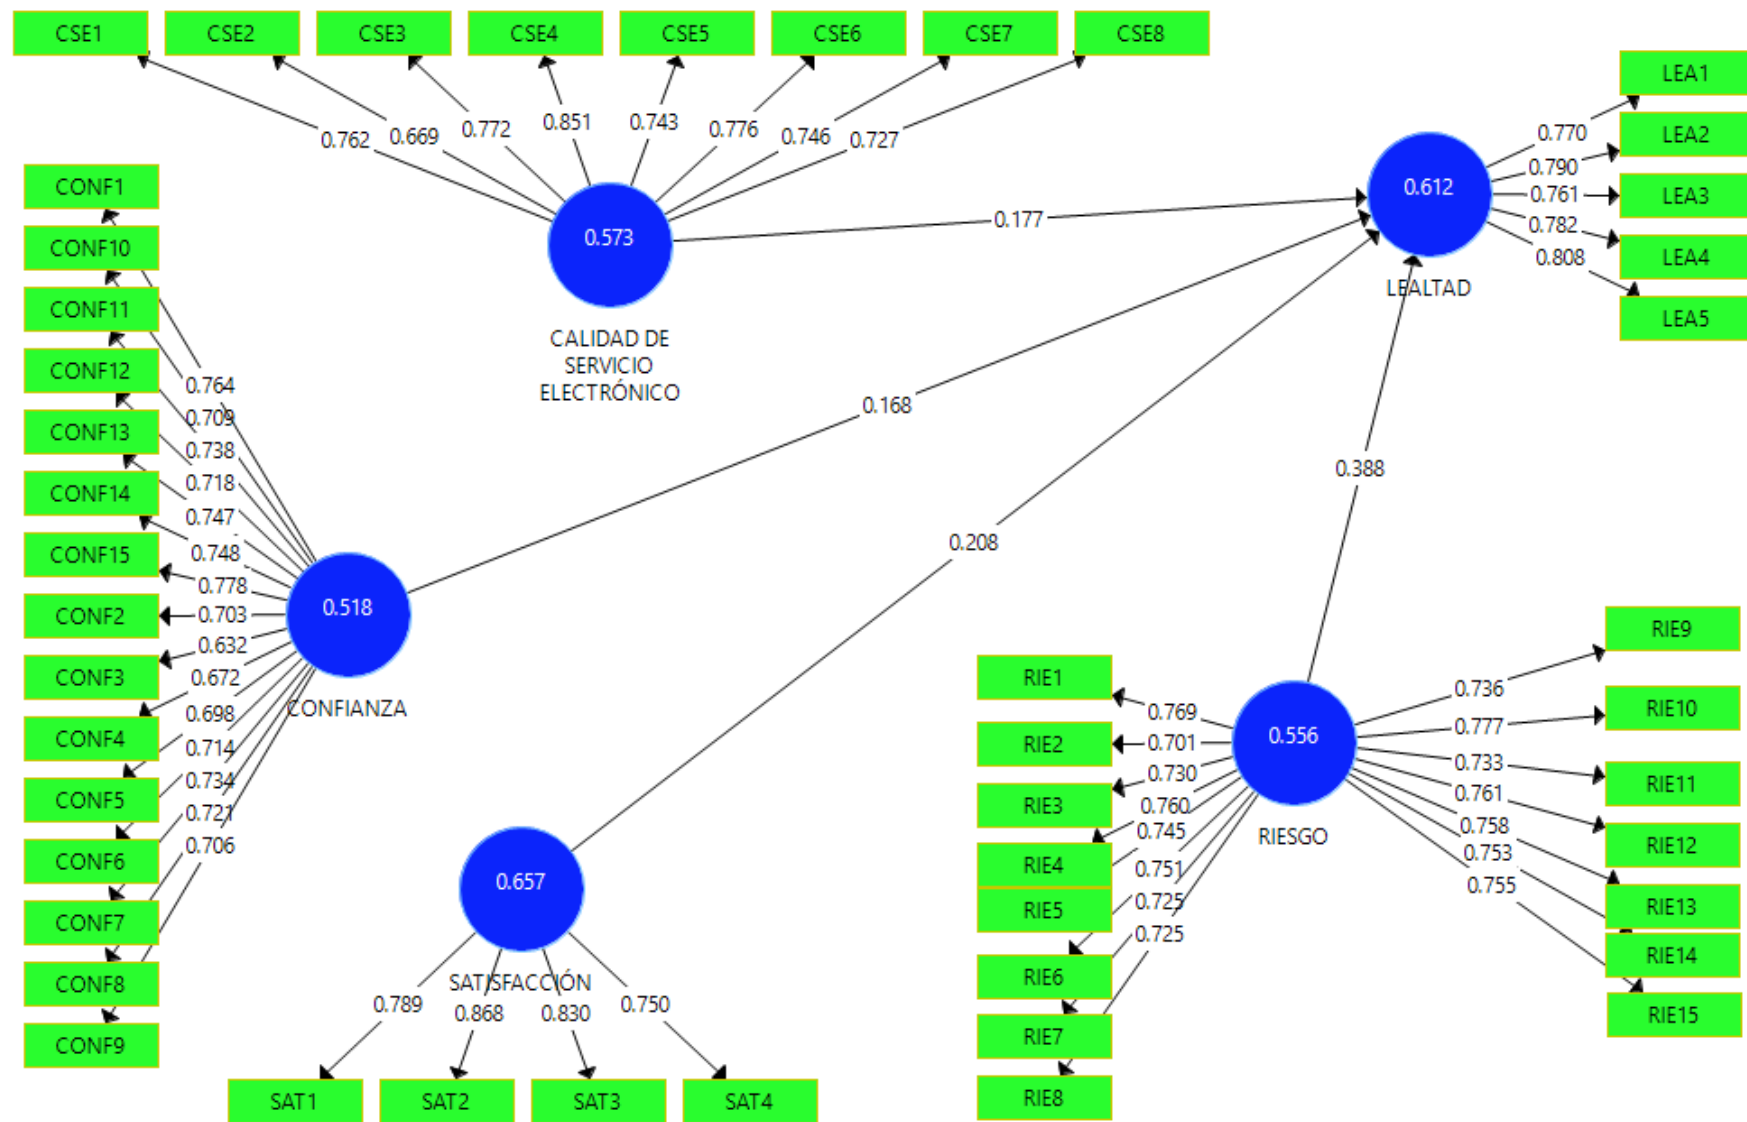 CSE1
CSE2
CSE3
CSE4
CSE5
CSE6
CSE7
CSE8
0.762
0.669
0.772
0.851
0.743
0.776
0.746
0.727
0.573
CALIDAD DE
SERVICIO
ELECTRÓNICO
LEA1
LEA2
LEA3
LEA4
LEA5
0.770
0.790
0.761
0.782
0.808
0.612
LEALTAD
0.177
0.168
0.208
0.388
CONF1
CONF10
CONF11
CONF12
CONF13
CONF14
CONF15
CONF2
CONF3
CONF4
CONF5
CONF6
CONF7
CONF8
CONF9
0.764
0.709
0.738
0.718
0.747
0.748
0.778
0.703
0.632
0.672
0.698
0.714
0.734
0.721
0.706
0.518
CONFIANZA
0.657
SATISFACCIÓN
0.789
0.868
0.830
0.750
SAT1
SAT2
SAT3
SAT4
RIE1
RIE2
RIE3
RIE4
RIE5
RIE6
RIE7
RIE8
0.769
0.701
0.730
0.760
0.745
0.751
0.725
0.725
0.556
RIESGO
0.736
0.777
0.733
0.761
0.758
0.753
0.755
RIE9
RIE10
RIE11
RIE12
RIE13
RIE14
RIE15